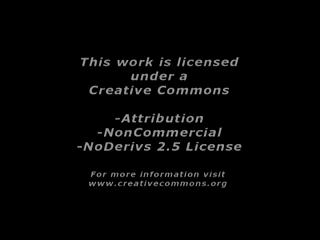 This work is licensed
under a
Creative Commons
-Attribution
-NonCommercial
-NoDerivs 2.5 License
For more information visit
www.creativecommons.org